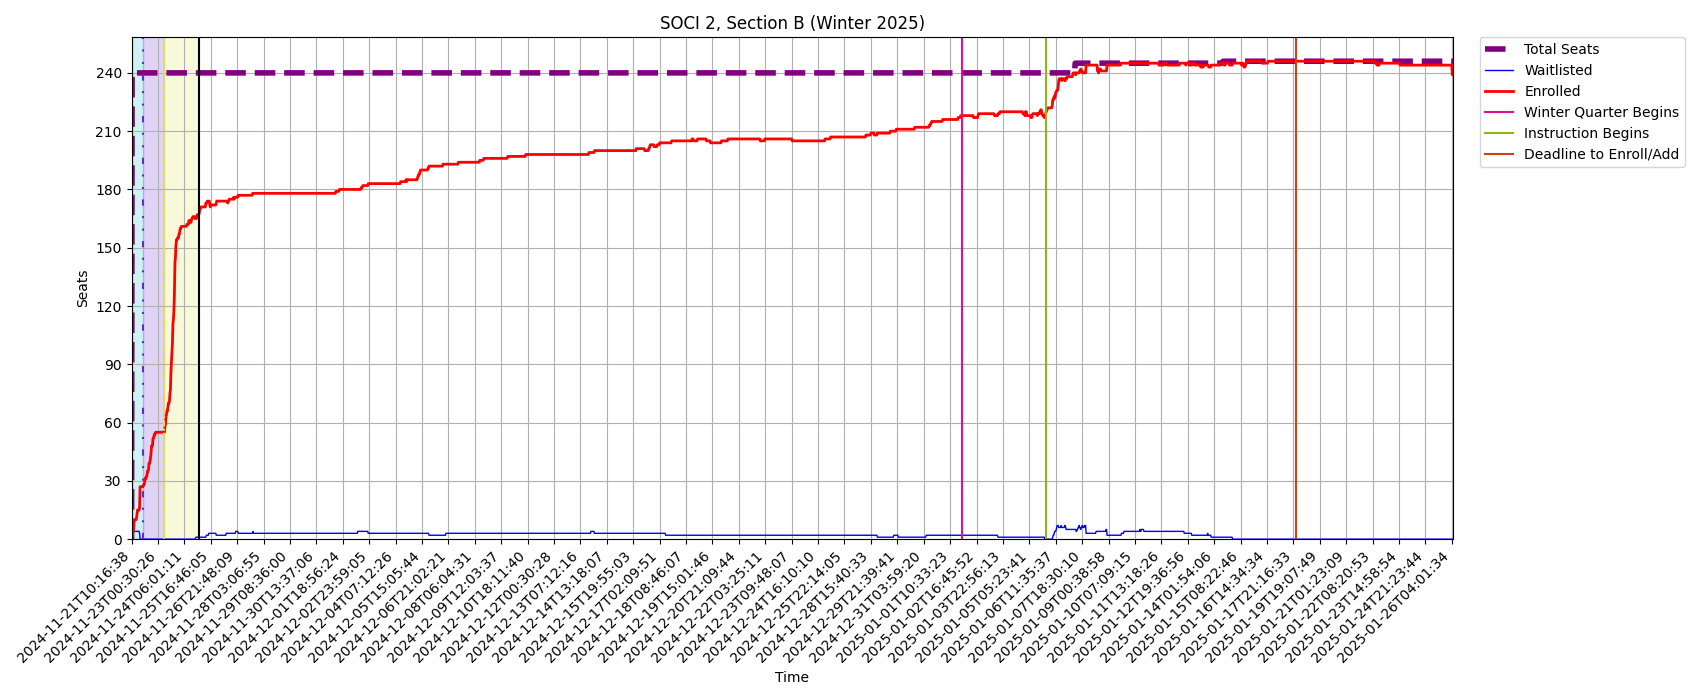 SOCI 2, Section B (Winter 2025)
Total Seats
Waitlisted
Enrolled
Winter Quarter Begins
Instruction Begins
Deadline to Enroll/Add
Seats
240
210
180
150
120
90
60
30
0
2024-11-21T10:16:38
2024-11-23T00:30:26
2024-11-24T06:01:11
2024-11-25T16:46:05
2024-11-26T21:48:09
2024-11-28T03:06:55
2024-11-29T08:36:00
2024-11-30T13:37:06
2024-12-01T18:56:24
2024-12-02T23:59:05
2024-12-04T07:12:26
2024-12-05T15:05:44
2024-12-06T21:02:21
2024-12-08T06:04:31
2024-12-09T12:03:37
2024-12-10T18:11:40
2024-12-12T00:30:28
2024-12-13T07:12:16
2024-12-14T13:18:07
2024-12-15T19:55:03
2024-12-17T02:09:51
2024-12-18T08:46:07
2024-12-19T15:01:46
2024-12-20T21:09:44
2024-12-22T03:25:11
2024-12-23T09:48:07
2024-12-24T16:10:10
2024-12-25T22:14:05
2024-12-28T15:40:33
2024-12-29T21:39:41
2024-12-31T03:59:20
2025-01-01T10:33:23
2025-01-02T16:45:52
2025-01-03T22:56:13
2025-01-05T05:23:41
2025-01-06T11:35:37
2025-01-07T18:30:10
2025-01-09T00:38:58
2025-01-10T07:09:15
2025-01-11T13:18:26
2025-01-12T19:36:56
2025-01-14T01:54:06
2025-01-15T08:22:46
2025-01-16T14:34:34
2025-01-17T21:16:33
2025-01-19T19:07:49
2025-01-21T01:23:09
2025-01-22T08:20:53
2025-01-23T14:58:54
2025-01-24T21:23:44
2025-01-26T04:01:34
Time